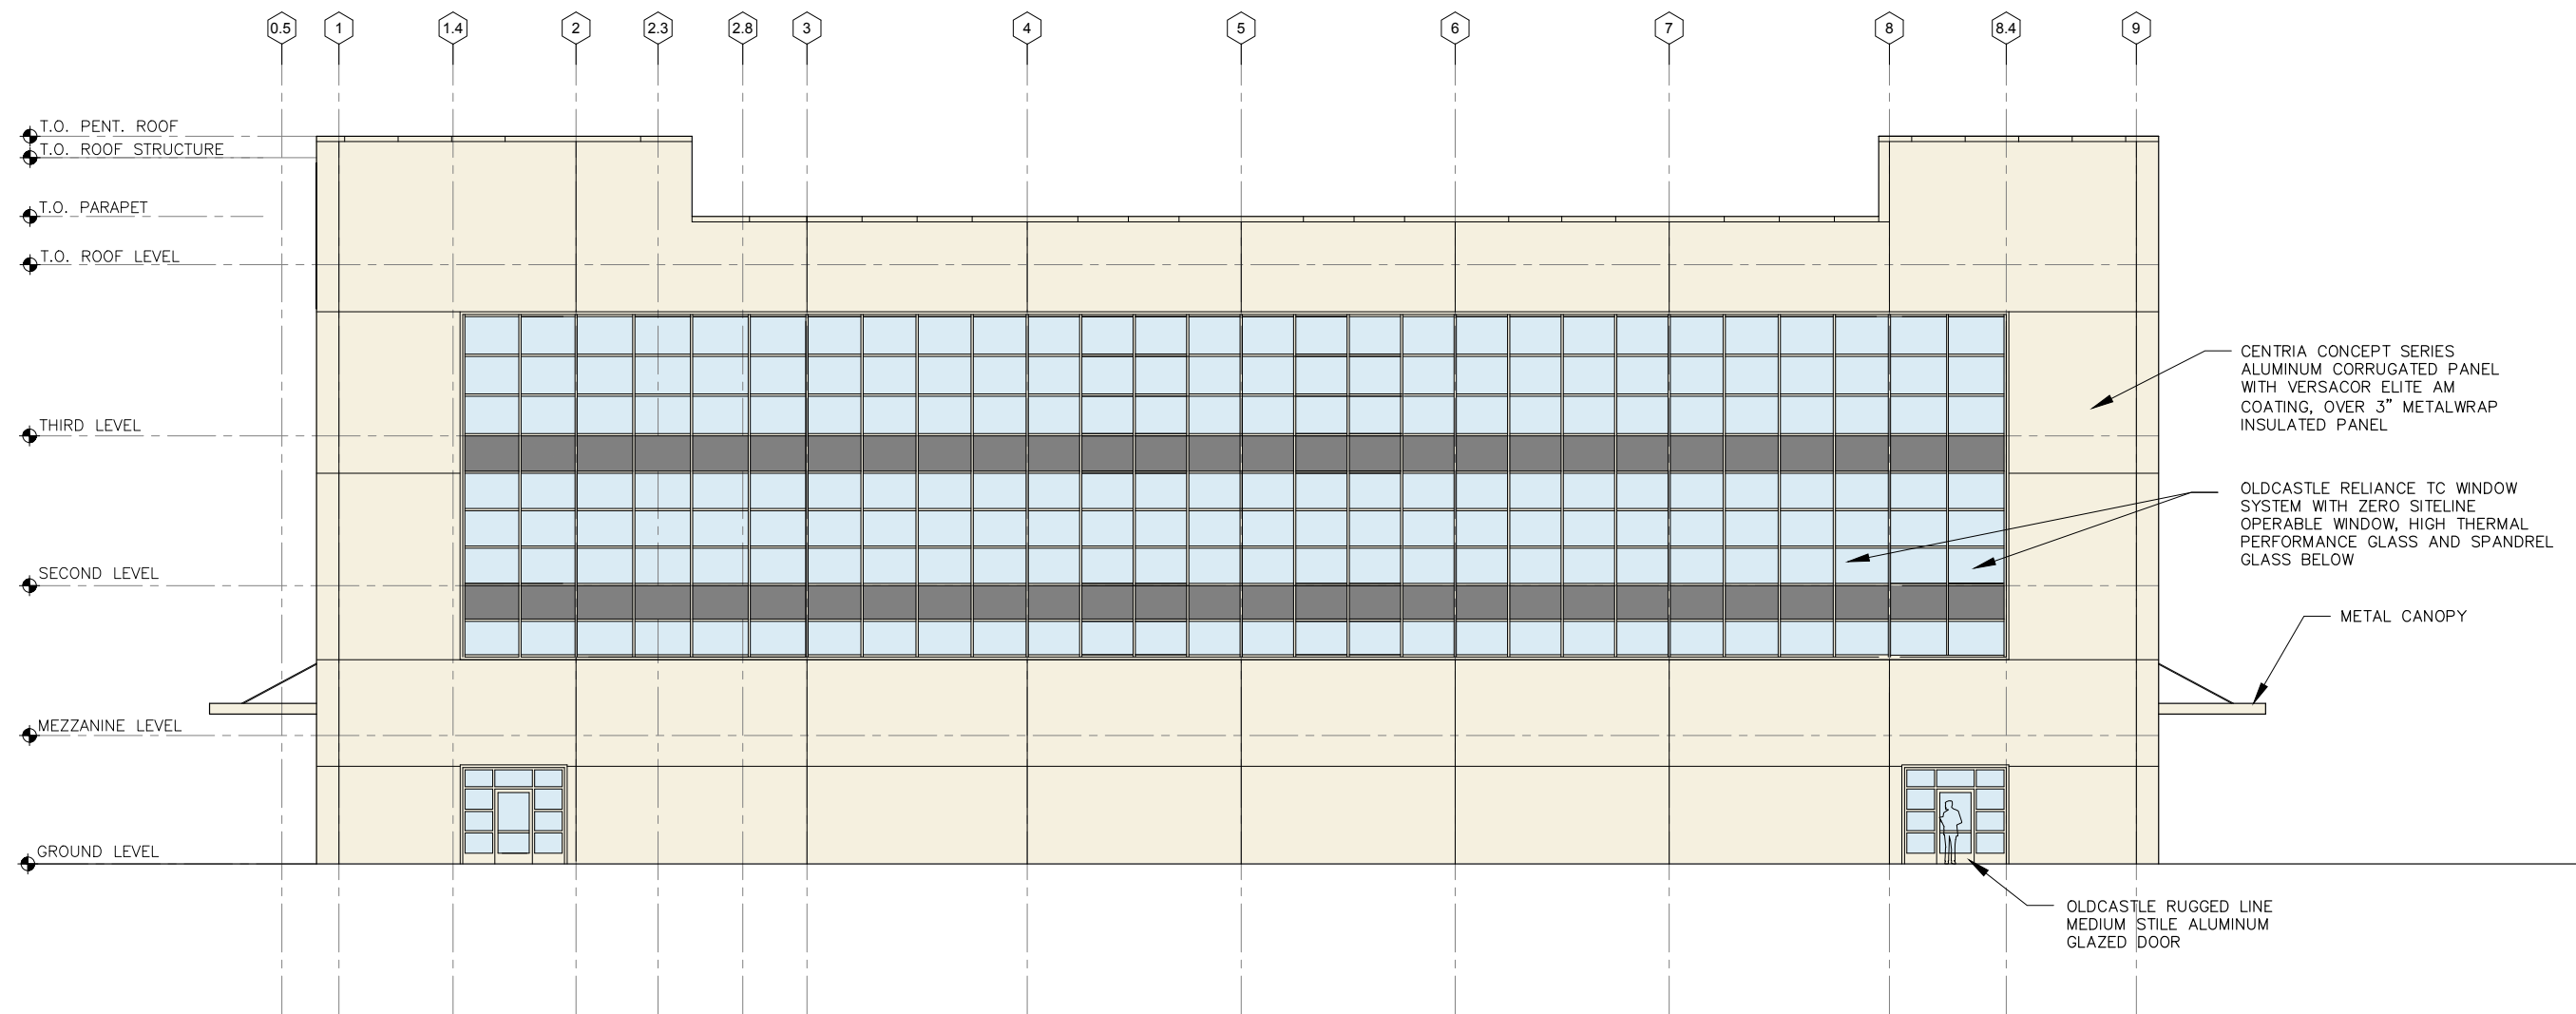 0.5 1 1.4 2 2.3 2.8 3 4 5 6 7 8 8.4 9
T.O. PENT. ROOF
T.O. ROOF STRUCTURE
T.O. PARAPET
T.O. ROOF LEVEL
THIRD LEVEL
SECOND LEVEL
MEZZANINE LEVEL
GROUND LEVEL
CENTRIA CONCEPT SERIES
ALUMINUM CORRUGATED PANEL
WITH VERSACOR ELITE AM
COATING, OVER 3" METALWRAP
INSULATED PANEL
OLDCASTLE RELIANCE TC WINDOW
SYSTEM WITH ZERO SITELINE
OPERABLE WINDOW, HIGH THERMAL
PERFORMANCE GLASS AND SPANDREL
GLASS BELOW
METAL CANOPY
OLDCASTLE RUGGED LINE
MEDIUM STILE ALUMINUM
GLAZED DOOR